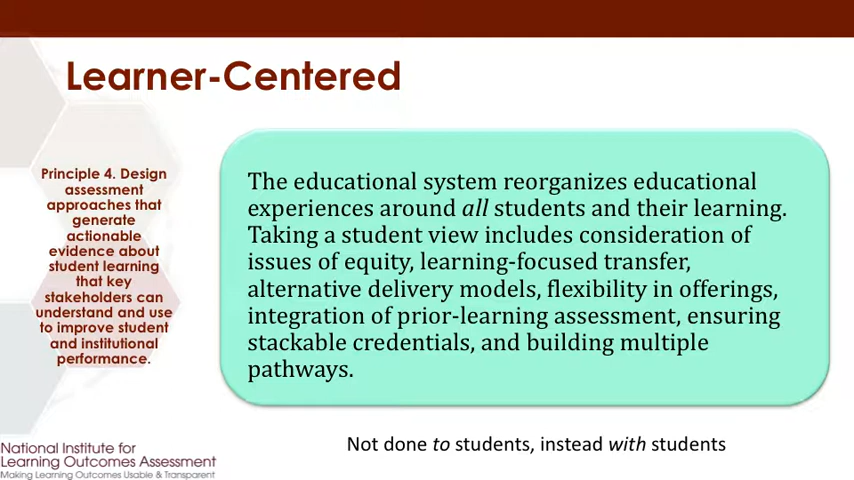 Learner-Centered
Principle 4. Design
assessment
approaches that
generate
actionable
evidence about
student learning
that key
stakeholders can
understand and use
to improve student
and institutional
performance.
The educational system reorganizes educational
experiences around all students and their learning.
Taking a student view includes consideration of
issues of equity, learning-focused transfer,
alternative delivery models, flexibility in offerings,
integration of prior-learning assessment, ensuring
stackable credentials, and building multiple
pathways.
Not done to students, instead with students
National Institute for
Learning Outcomes Assessment
Making Learning Outcomes Usable & Transparent